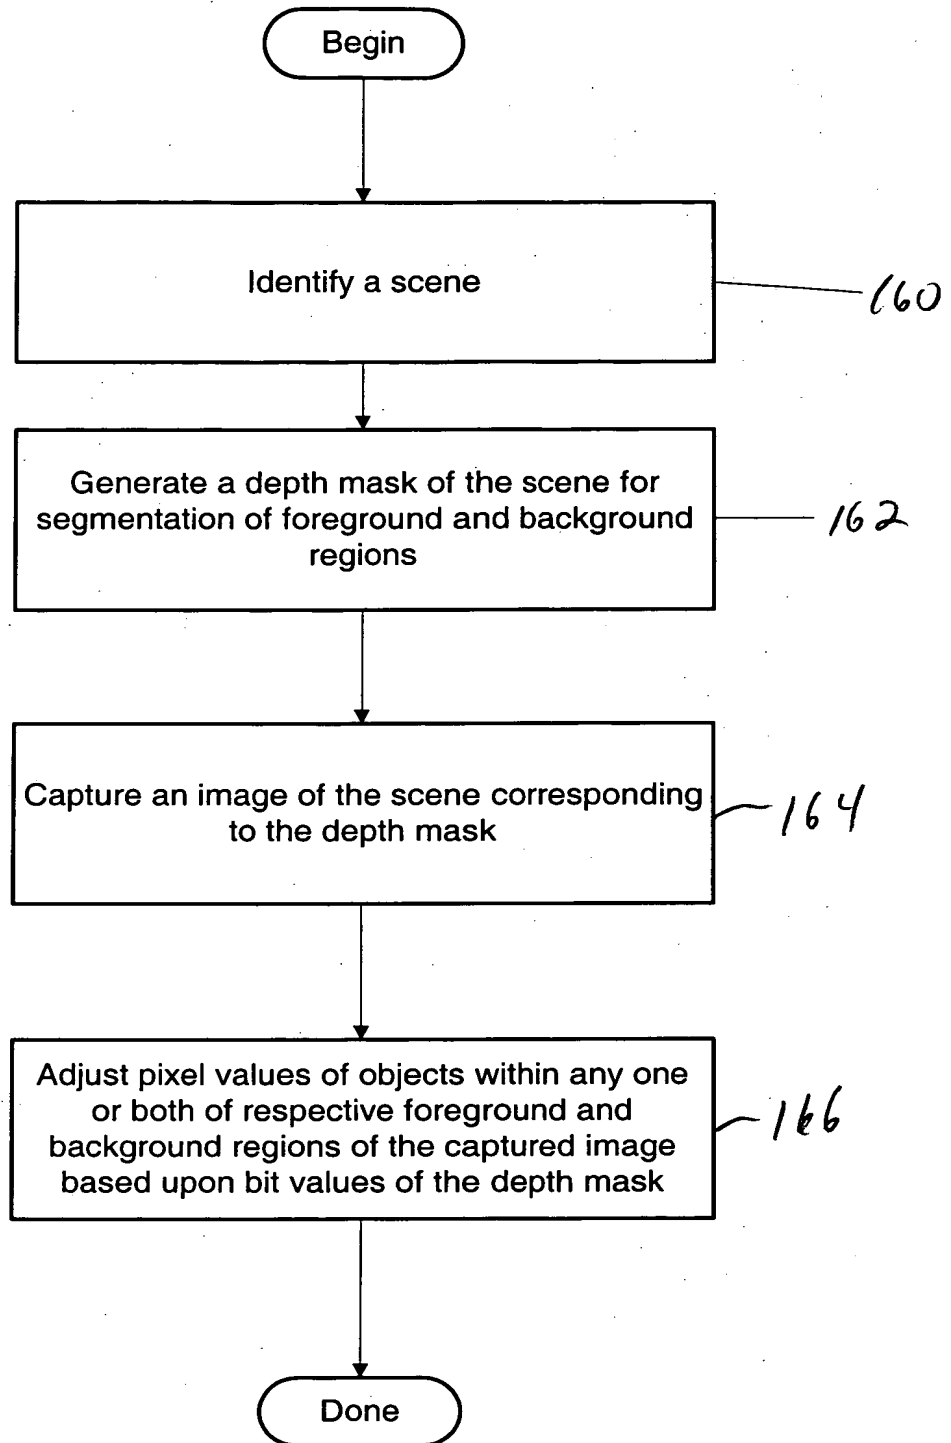 Begin
Identify a scene
160
Generate a depth mask of the scene for
segmentation of foreground and background
regions
162
Capture an image of the scene corresponding
to the depth mask
164
Adjust pixel values of objects within any one
or both of respective foreground and
background regions of the captured image
based upon bit values of the depth mask
166
Done